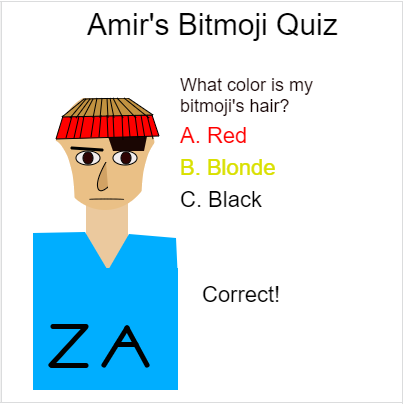 Amir's Bitmoji Quiz
What color is my
bitmoji's hair?
A. Red
B. Blonde
C. Black
Correct!
ZA